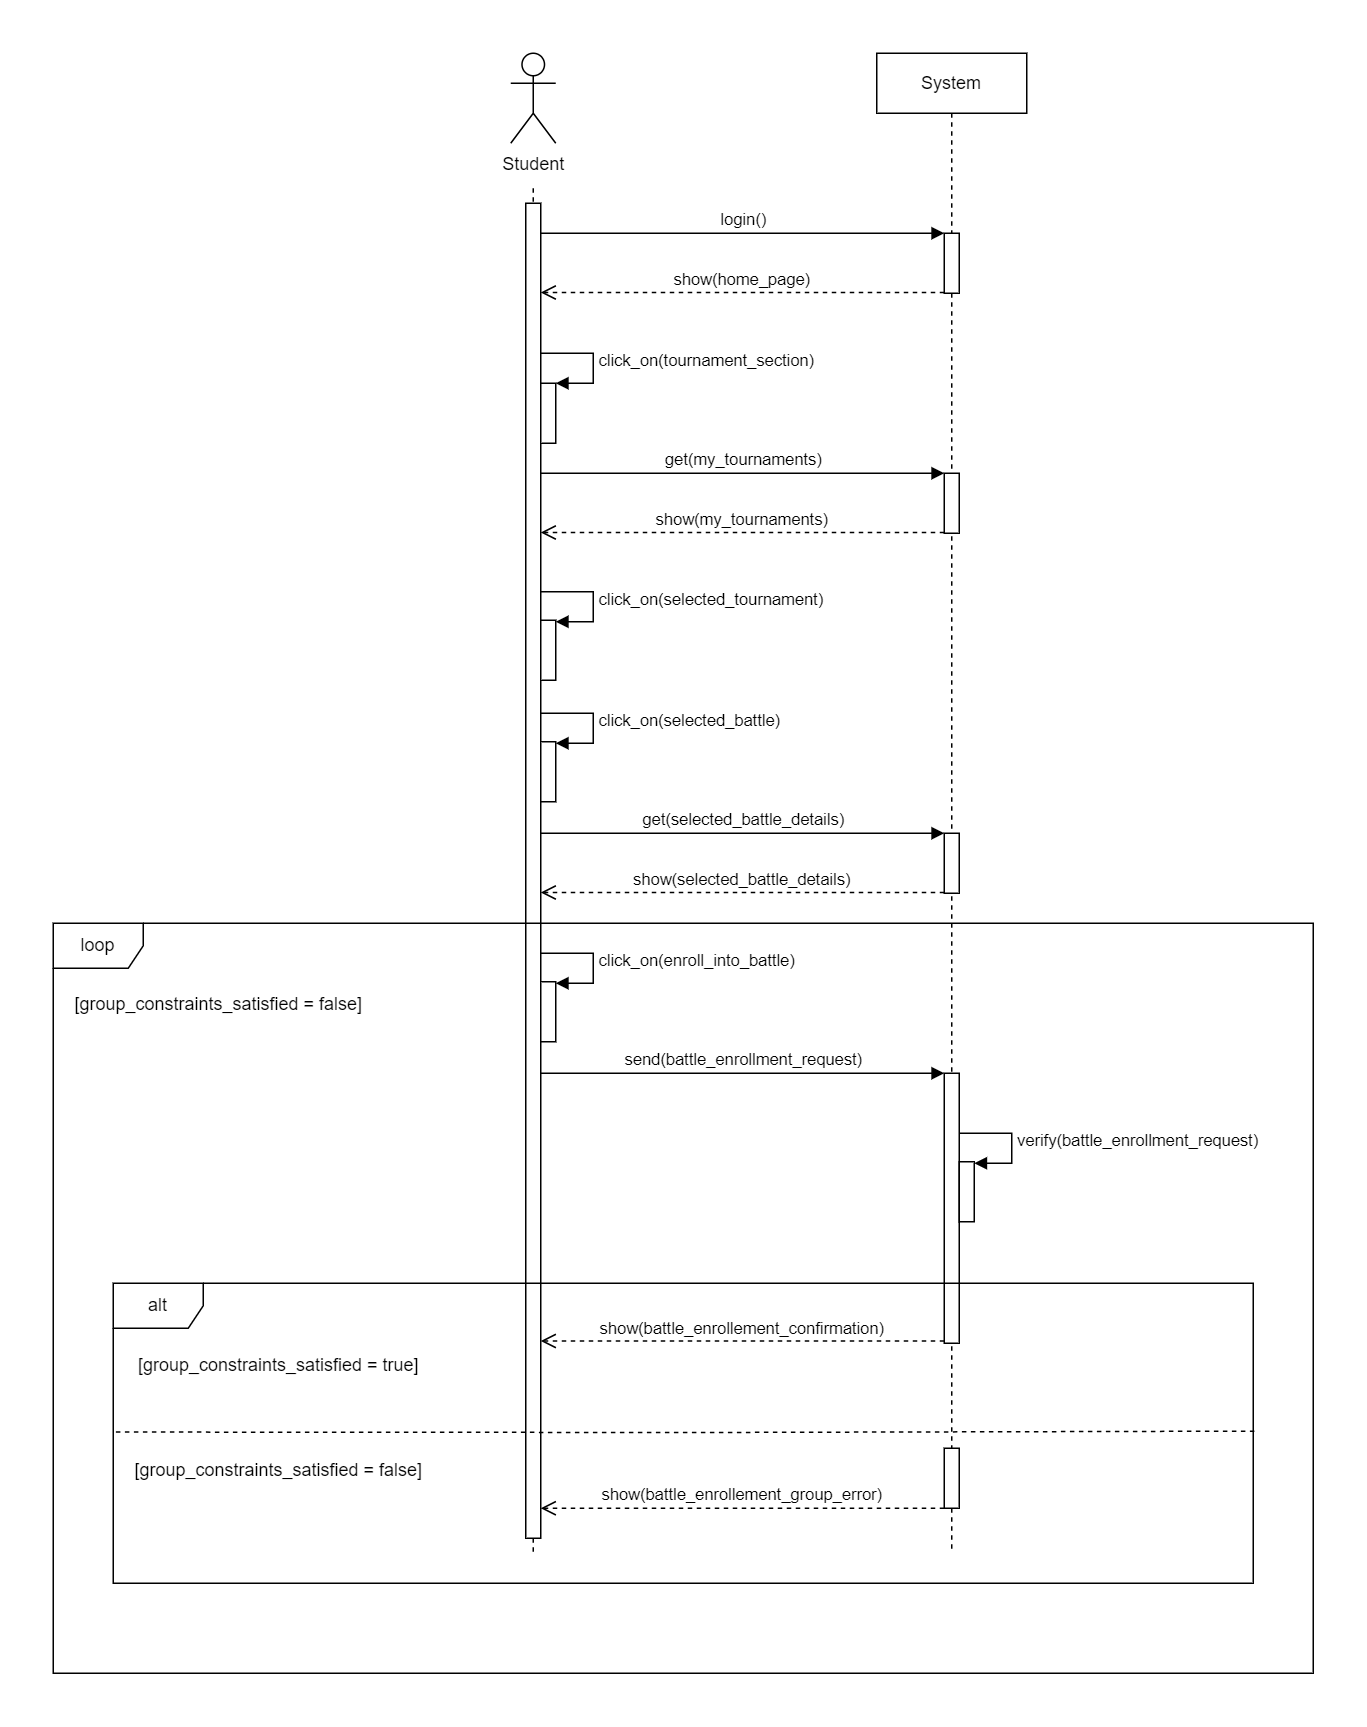 System
Student
login()
show(home_page)
click_on(tournament_section)
get(my_tournaments)
show(my_tournaments)
click_on(selected_tournament)
click_on(selected_battle)
get(selected_battle_details)
show(selected_battle_details)
loop
click_on(enroll_into_battle)
[group_constraints_satisfied = false]
send(battle_enrollment_request)
verify(battle_enrollment_request)
alt
show(battle_enrollement_confirmation)
[group_constraints_satisfied = true]
[group_constraints_satisfied = false]
show(battle_enrollement_group_error)